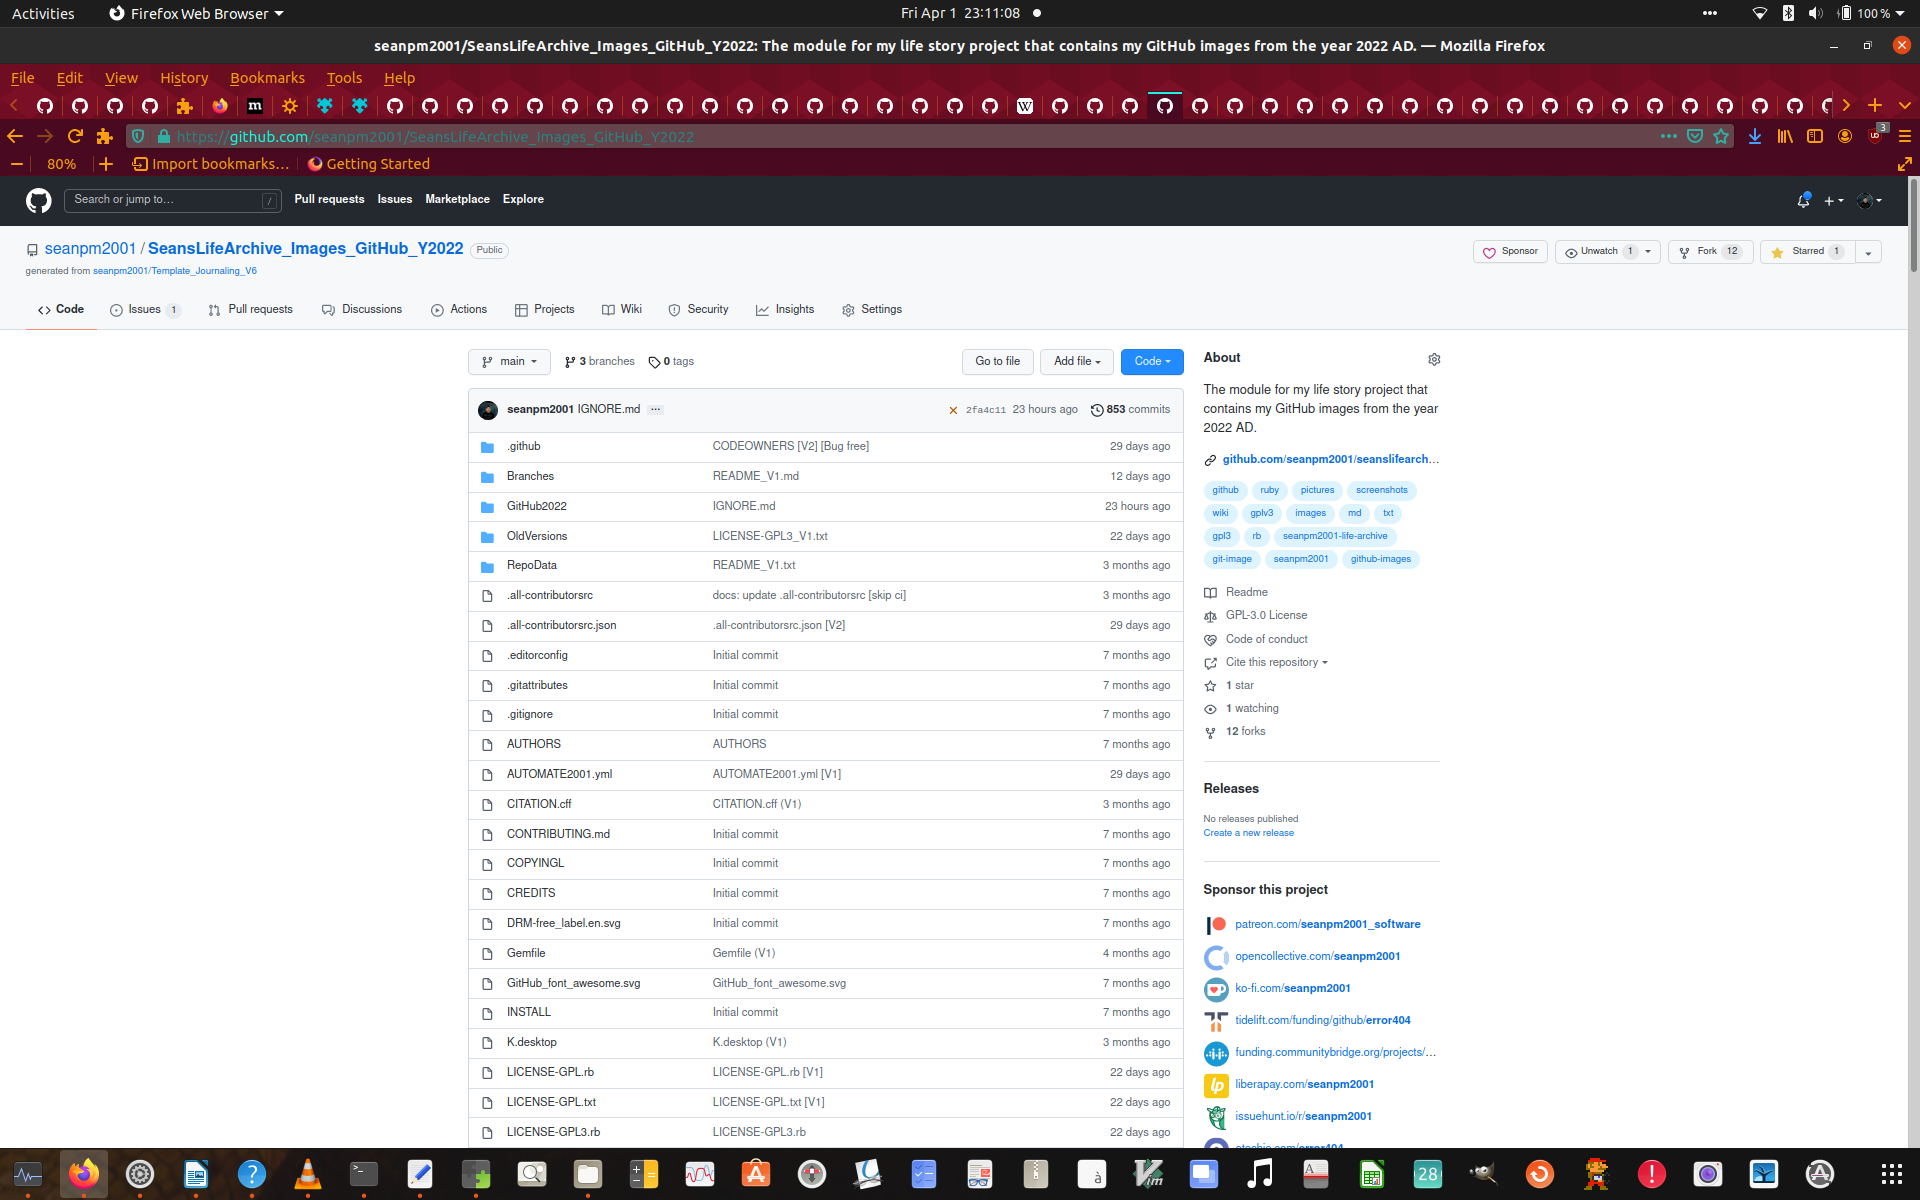 Activities Firefox Web Browser Fri Apr 1 23:11:08 100 %
seanpm2001/SeansLifeArchive_Images_GitHub_Y2022: The module for my life story project that contains my GitHub images from the year 2022 AD. — Mozilla Firefox
File Edit View History Bookmarks Tools Help
https://github.com/seanpm2001/SeansLifeArchive_Images_GitHub_Y2022 3
80% Import bookmarks… Getting Started
Search or jump to… / Pull requests Issues Marketplace Explore
seanpm2001 / SeansLifeArchive_Images_GitHub_Y2022 Public
Sponsor Unwatch 1 Fork 12 Starred 1
generated from seanpm2001/Template_Journaling_V6
Code Issues 1 Pull requests Discussions Actions Projects Wiki Security Insights Settings
main 3 branches 0 tags Go to file Add file Code
seanpm2001 IGNORE.md ... 2fa4c11 23 hours ago 853 commits
.github CODEOWNERS [V2] [Bug free] 29 days ago
Branches README_V1.md 12 days ago
GitHub2022 IGNORE.md 23 hours ago
OldVersions LICENSE-GPL3_V1.txt 22 days ago
RepoData README_V1.txt 3 months ago
.all-contributorsrc docs: update .all-contributorsrc [skip ci] 3 months ago
.all-contributorsrc.json .all-contributorsrc.json [V2] 29 days ago
.editorconfig Initial commit 7 months ago
.gitattributes Initial commit 7 months ago
.gitignore Initial commit 7 months ago
AUTHORS AUTHORS 7 months ago
AUTOMATE2001.yml AUTOMATE2001.yml [V1] 29 days ago
CITATION.cff CITATION.cff (V1) 3 months ago
CONTRIBUTING.md Initial commit 7 months ago
COPYINGL Initial commit 7 months ago
CREDITS Initial commit 7 months ago
DRM-free_label.en.svg Initial commit 7 months ago
Gemfile Gemfile (V1) 4 months ago
GitHub_font_awesome.svg GitHub_font_awesome.svg 7 months ago
INSTALL Initial commit 7 months ago
K.desktop K.desktop (V1) 3 months ago
LICENSE-GPL.rb LICENSE-GPL.rb [V1] 22 days ago
LICENSE-GPL.txt LICENSE-GPL.txt [V1] 22 days ago
LICENSE-GPL3.rb LICENSE-GPL3.rb 22 days ago
About
The module for my life story project that
contains my GitHub images from the year
2022 AD.
github.com/seanpm2001/seanslifearch…
github ruby pictures screenshots
wiki gplv3 images md txt
gpl3 rb seanpm2001-life-archive
git-image seanpm2001 github-images
Readme
GPL-3.0 License
Code of conduct
Cite this repository
1 star
1 watching
12 forks
Releases
No releases published
Create a new release
Sponsor this project
patreon.com/seanpm2001_software
opencollective.com/seanpm2001
ko-fi.com/seanpm2001
tidelift.com/funding/github/error404
funding.communitybridge.org/projects/…
liberapay.com/seanpm2001
issuehunt.io/r/seanpm2001
28